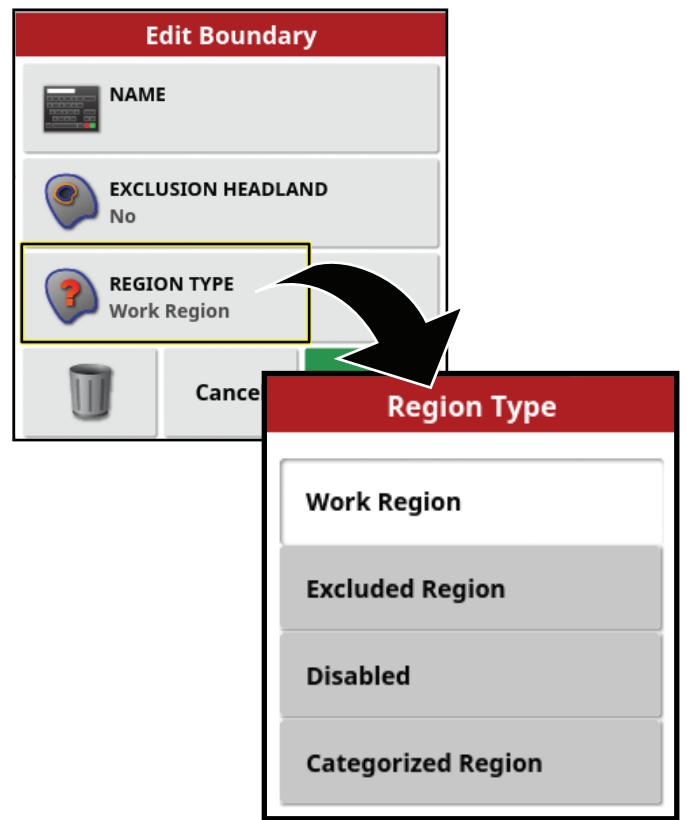 Edit Boundary
NAME
EXCLUSION HEADLAND
No
REGION TYPE
Work Region
Region Type
Work Region
Excluded Region
Disabled
Categorized Region